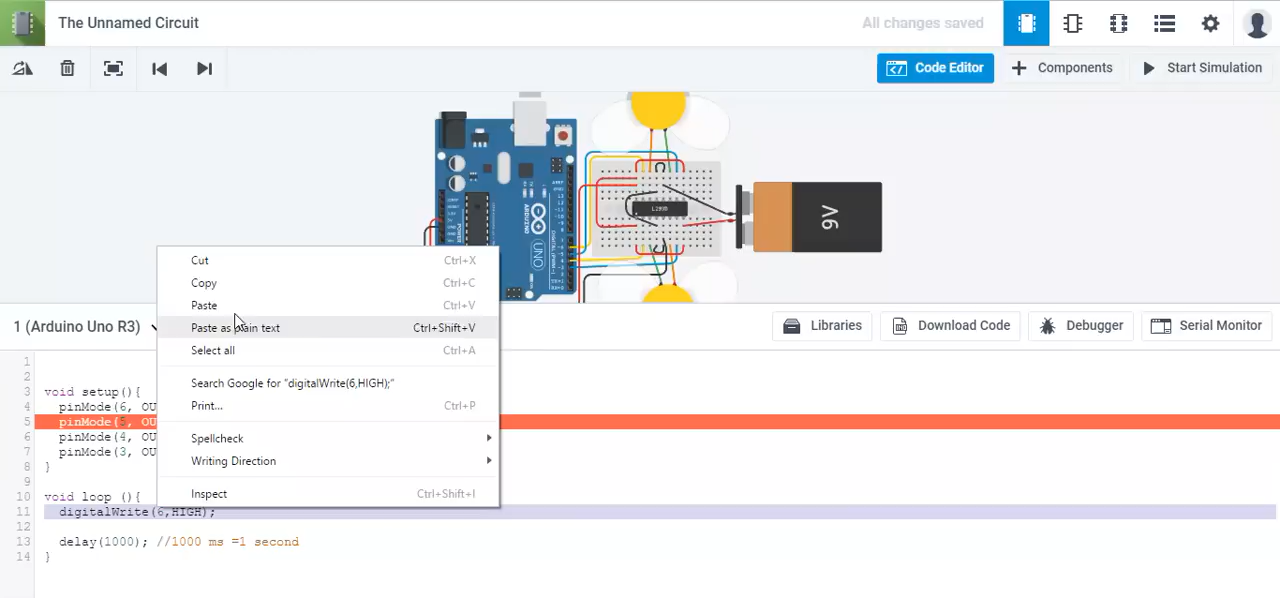 The Unnamed Circuit
All changes saved
Code Editor
Components
Start Simulation
ARDUINO
UNO
L293D
9V
1 (Arduino Uno R3)
Libraries
Download Code
Debugger
Serial Monitor
Cut Ctrl+X
Copy Ctrl+C
Paste Ctrl+V
Paste as plain text Ctrl+Shift+V
Select all Ctrl+A
Search Google for "digitalWrite(6,HIGH);"
Print... Ctrl+P
Spellcheck
Writing Direction
Inspect Ctrl+Shift+I
1
2
3 void setup(){
4 pinMode(6, OU
5 pinMode(5, OU
6 pinMode(4, OU
7 pinMode(3, OU
8 }
9
10 void loop (){
11 digitalWrite(6,HIGH);
12
13 delay(1000); //1000 ms =1 second
14 }